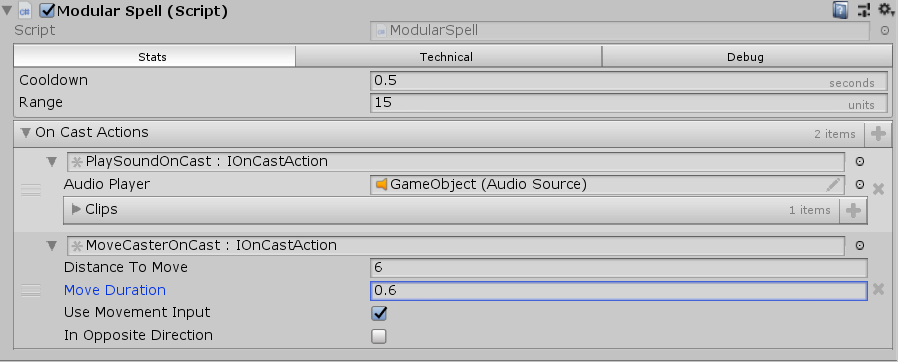 Modular Spell (Script)
Script ModularSpell
Stats Technical Debug
Cooldown 0.5 seconds
Range 15 units
On Cast Actions 2 items
PlaySoundOnCast : IOnCastAction
Audio Player GameObject (Audio Source)
Clips 1 items
MoveCasterOnCast : IOnCastAction
Distance To Move 6
Move Duration 0.6
Use Movement Input
In Opposite Direction